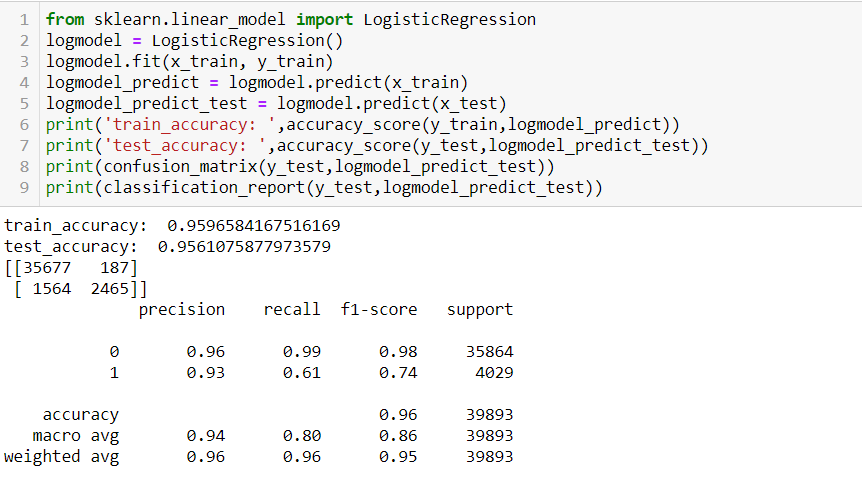 1 from sklearn.linear_model import LogisticRegression
2 logmodel = LogisticRegression()
3 logmodel.fit(x_train, y_train)
4 logmodel_predict = logmodel.predict(x_train)
5 logmodel_predict_test = logmodel.predict(x_test)
6 print('train_accuracy: ',accuracy_score(y_train,logmodel_predict))
7 print('test_accuracy: ',accuracy_score(y_test,logmodel_predict_test))
8 print(confusion_matrix(y_test,logmodel_predict_test))
9 print(classification_report(y_test,logmodel_predict_test))
train_accuracy:  0.9596584167516169
test_accuracy:  0.9561075877973579
[[35677   187]
 [ 1564  2465]]
              precision    recall  f1-score   support
           0       0.96      0.99      0.98     35864
           1       0.93      0.61      0.74      4029
    accuracy                           0.96     39893
   macro avg       0.94      0.80      0.86     39893
weighted avg       0.96      0.96      0.95     39893